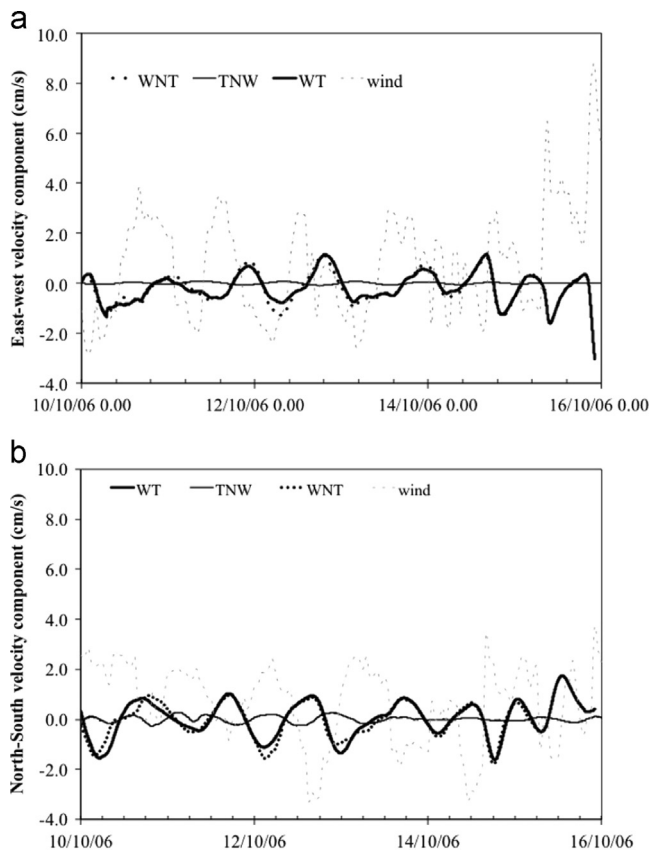 a
East-west velocity component (cm/s)
10.0
8.0
6.0
4.0
2.0
0.0
-2.0
-4.0
WNT TNW WT wind
10/10/06 0.00 12/10/06 0.00 14/10/06 0.00 16/10/06 0.00
b
North-South velocity component (cm/s)
10.0
8.0
6.0
4.0
2.0
0.0
-2.0
-4.0
WT TNW WNT wind
10/10/06 12/10/06 14/10/06 16/10/06